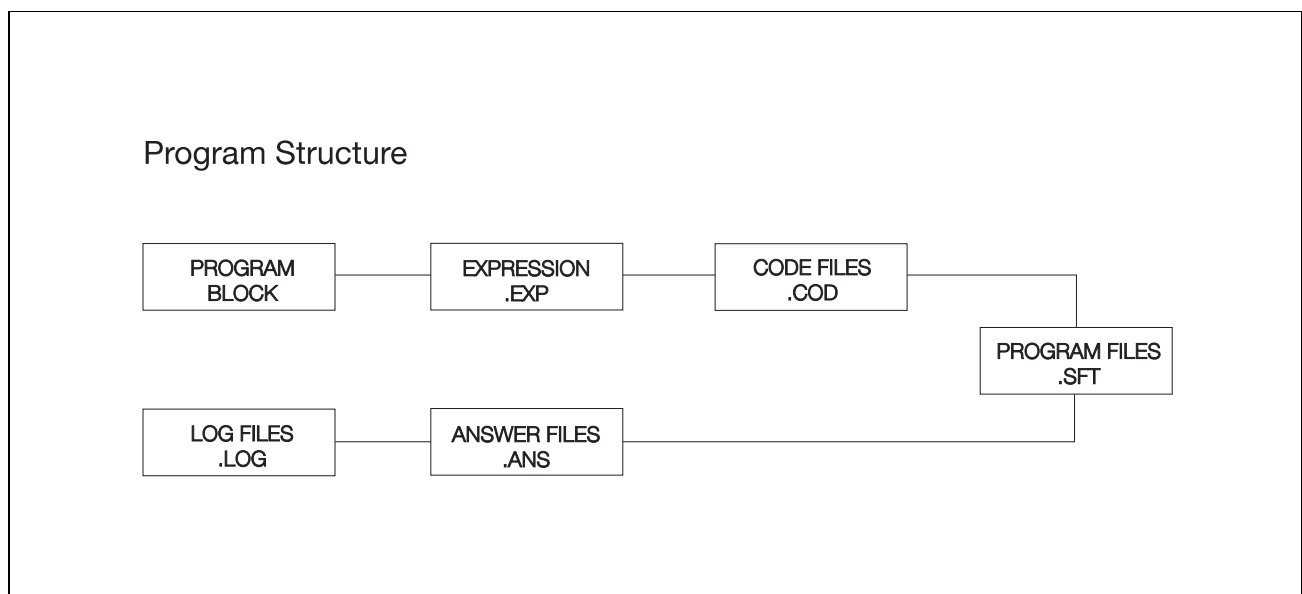 Program Structure
PROGRAM
BLOCK
EXPRESSION
.EXP
CODE FILES
.COD
PROGRAM FILES
.SFT
LOG FILES
.LOG
ANSWER FILES
.ANS